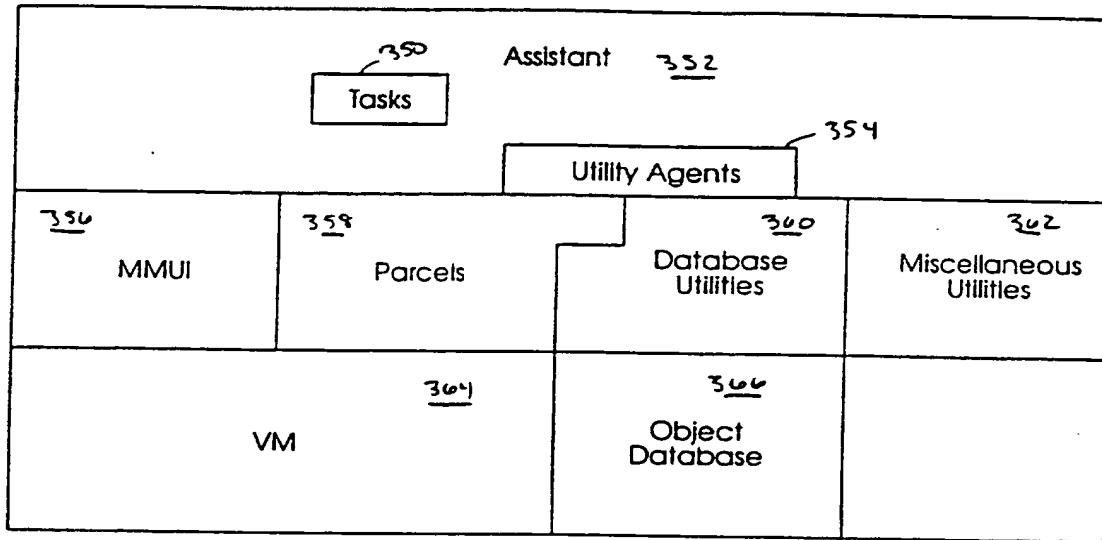 350
Assistant 352
Tasks
354
Utility Agents
356
358
360
362
MMUI
Parcels
Database
Utilities
Miscellaneous
Utilities
364
366
VM
Object
Database